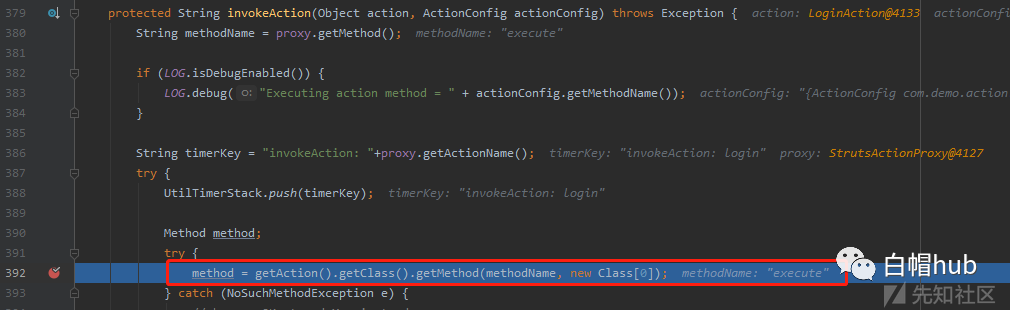 379 protected String invokeAction(Object action, ActionConfig actionConfig) throws Exception { action: LoginAction@4133 actionConfi
380 String methodName = proxy.getMethod(); methodName: "execute"
381
382 if (LOG.isDebugEnabled()) {
383 LOG.debug( o: "Executing action method = " + actionConfig.getMethodName()); actionConfig: "{ActionConfig com.demo.action
384 }
385
386 String timerKey = "invokeAction: "+proxy.getActionName(); timerKey: "invokeAction: login" proxy: StrutsActionProxy@4127
387 try {
388 UtilTimerStack.push(timerKey); timerKey: "invokeAction: login"
389
390 Method method;
391 try {
392 method = getAction().getClass().getMethod(methodName, new Class[0]); methodName: "execute"
393 } catch (NoSuchMethodException e) {
白帽hub
先知社区